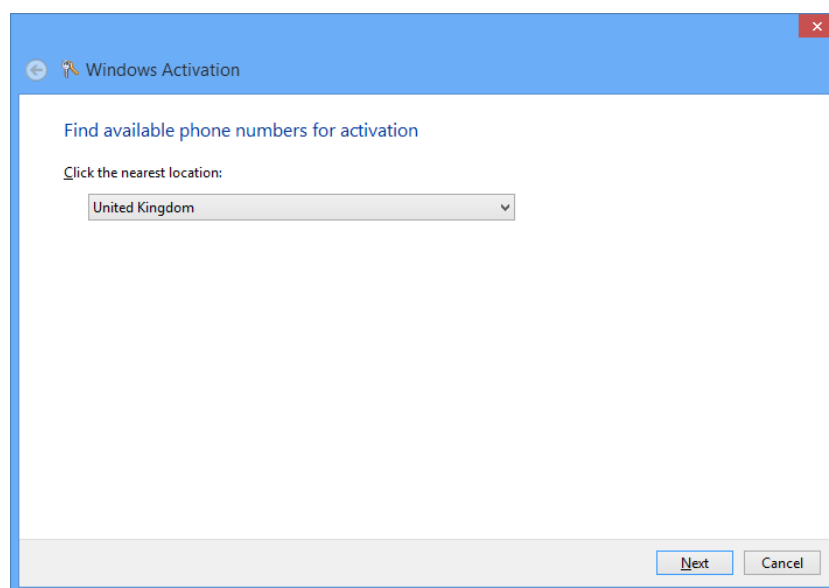 Windows Activation
Find available phone numbers for activation
Click the nearest location:
United Kingdom
Next
Cancel